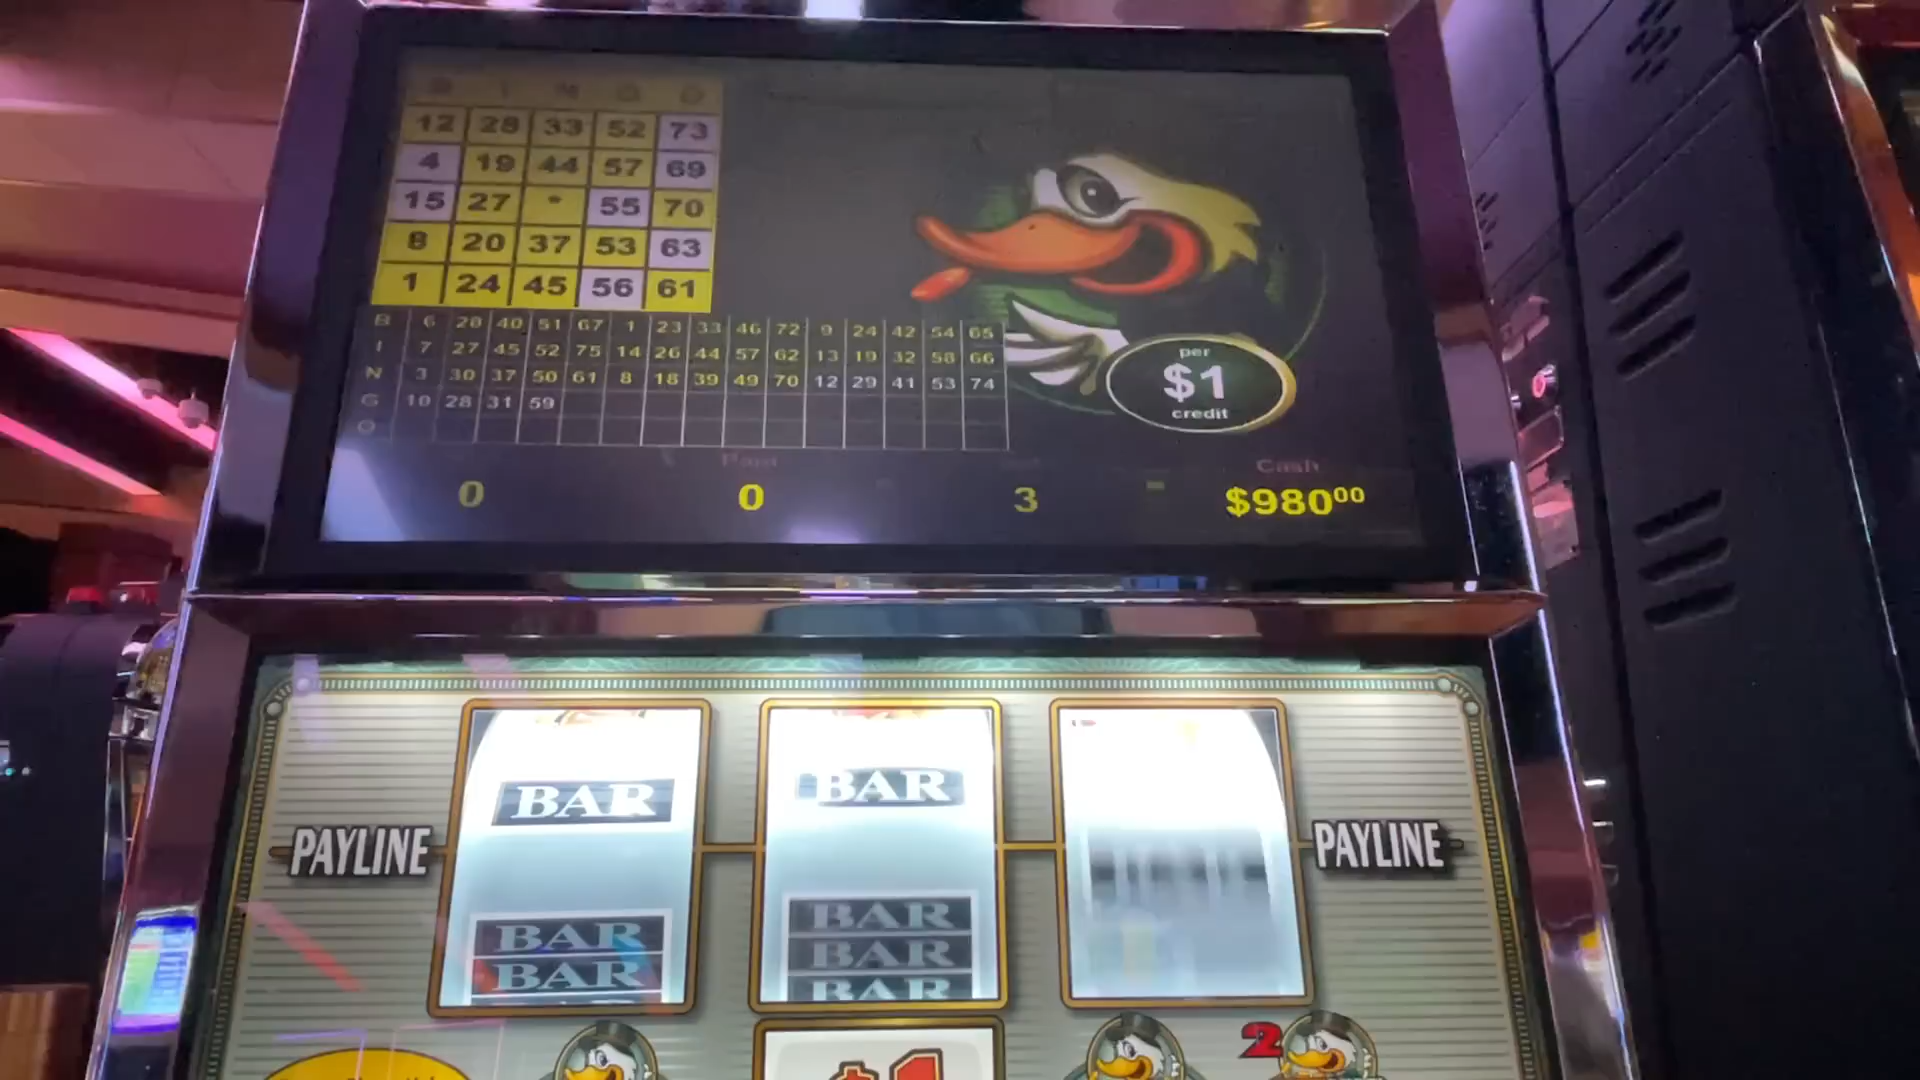 12 28 33 52 73
4 19 44 57 69
15 27 * 55 70
8 20 37 53 63
1 24 45 56 61
B 6 20 40 51 67 1 23 33 46 72 9 24 42 54 65
I 7 27 45 52 75 14 26 44 57 62 13 19 32 58 66
N 3 30 37 50 61 8 18 39 49 70 12 29 41 53 74
G 10 28 31 59
O
per
$1
credit
Paid
Cash
0 0 3 $980⁰⁰
BAR BAR
PAYLINE PAYLINE
BAR BAR
BAR BAR
BAR
$1
2